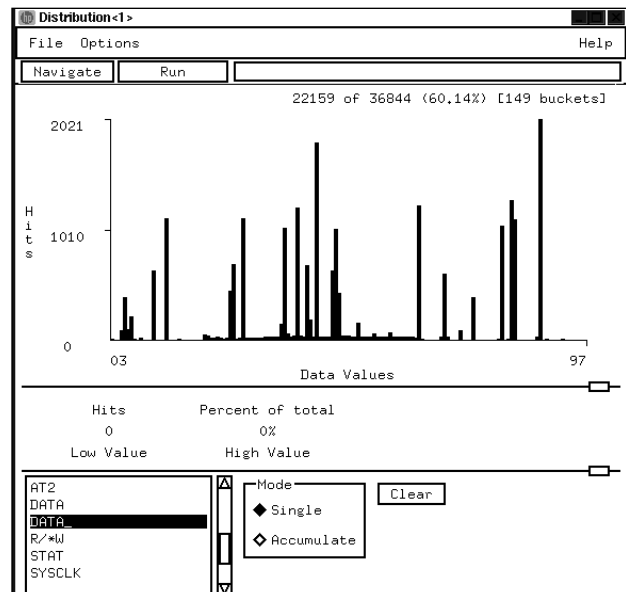 Distribution<1>
File Options Help
Navigate Run
22159 of 36844 (60.14%) [149 buckets]
2021
Hits
1010
0
03 97
Data Values
Hits Percent of total
0 0%
Low Value High Value
AT2
DATA
DATA_
R/*W
STAT
SYSCLK
Mode
Single
Accumulate
Clear